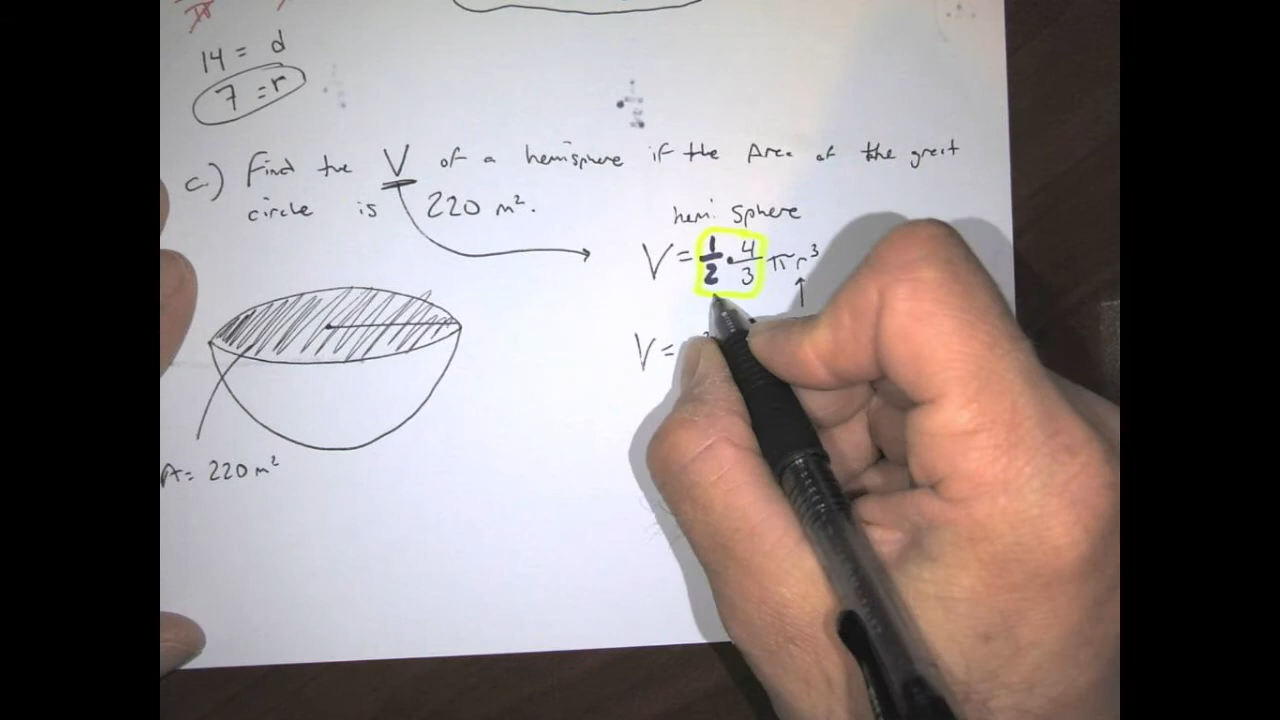 14 = d
7 = r
c.) Find the V of a hemisphere if the Area of the great
circle is 220 m².
hemi sphere
V = 1/2 · 4/3 πr³
V =
A = 220 m²